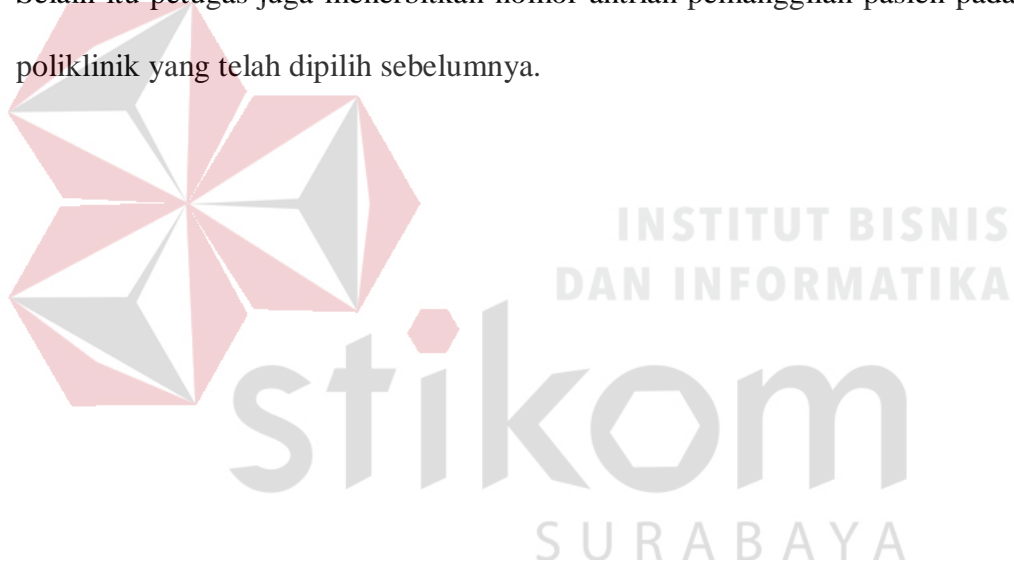 Selain itu petugas juga menerbitkan nomor antrian pemanggilan pasien pada
poliklinik yang telah dipilih sebelumnya.
INSTITUT BISNIS
DAN INFORMATIKA
stikom
SURABAYA